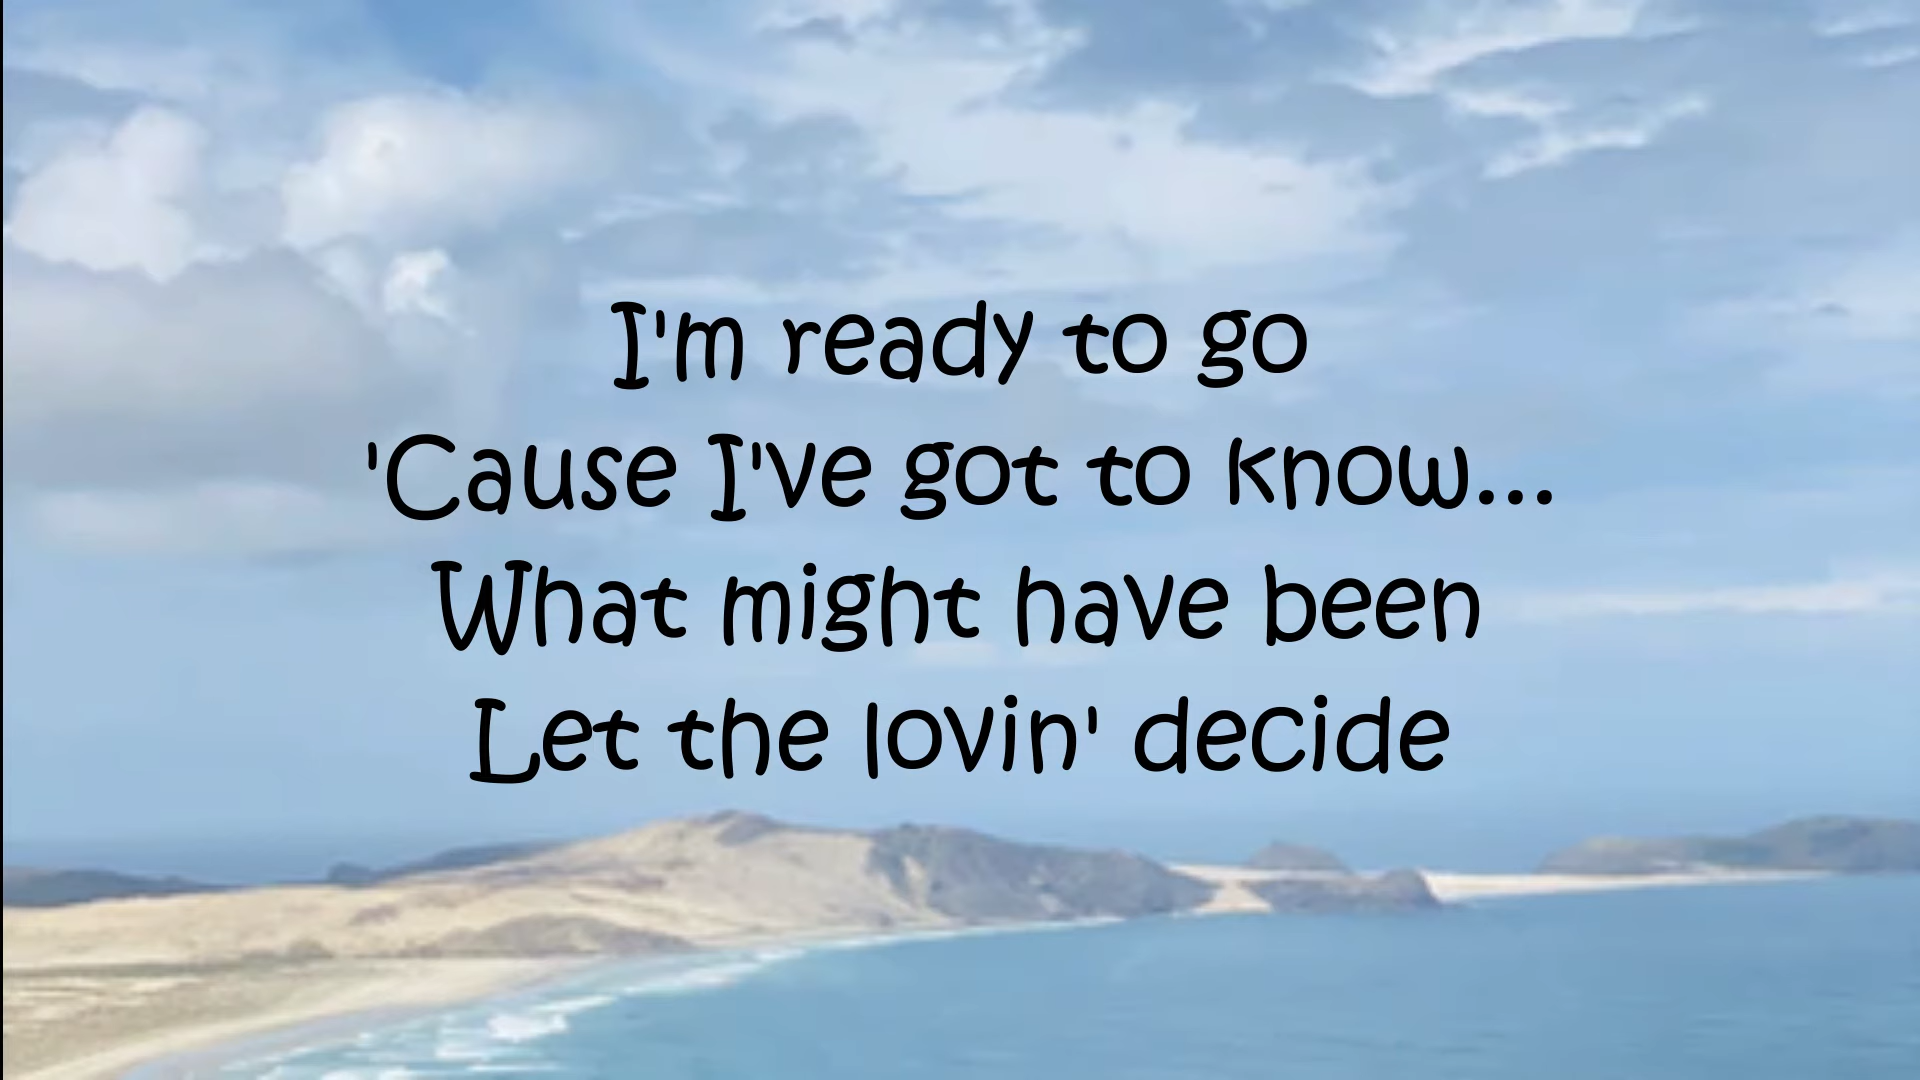 I'm ready to go
'Cause I've got to know...
What might have been
Let the lovin' decide